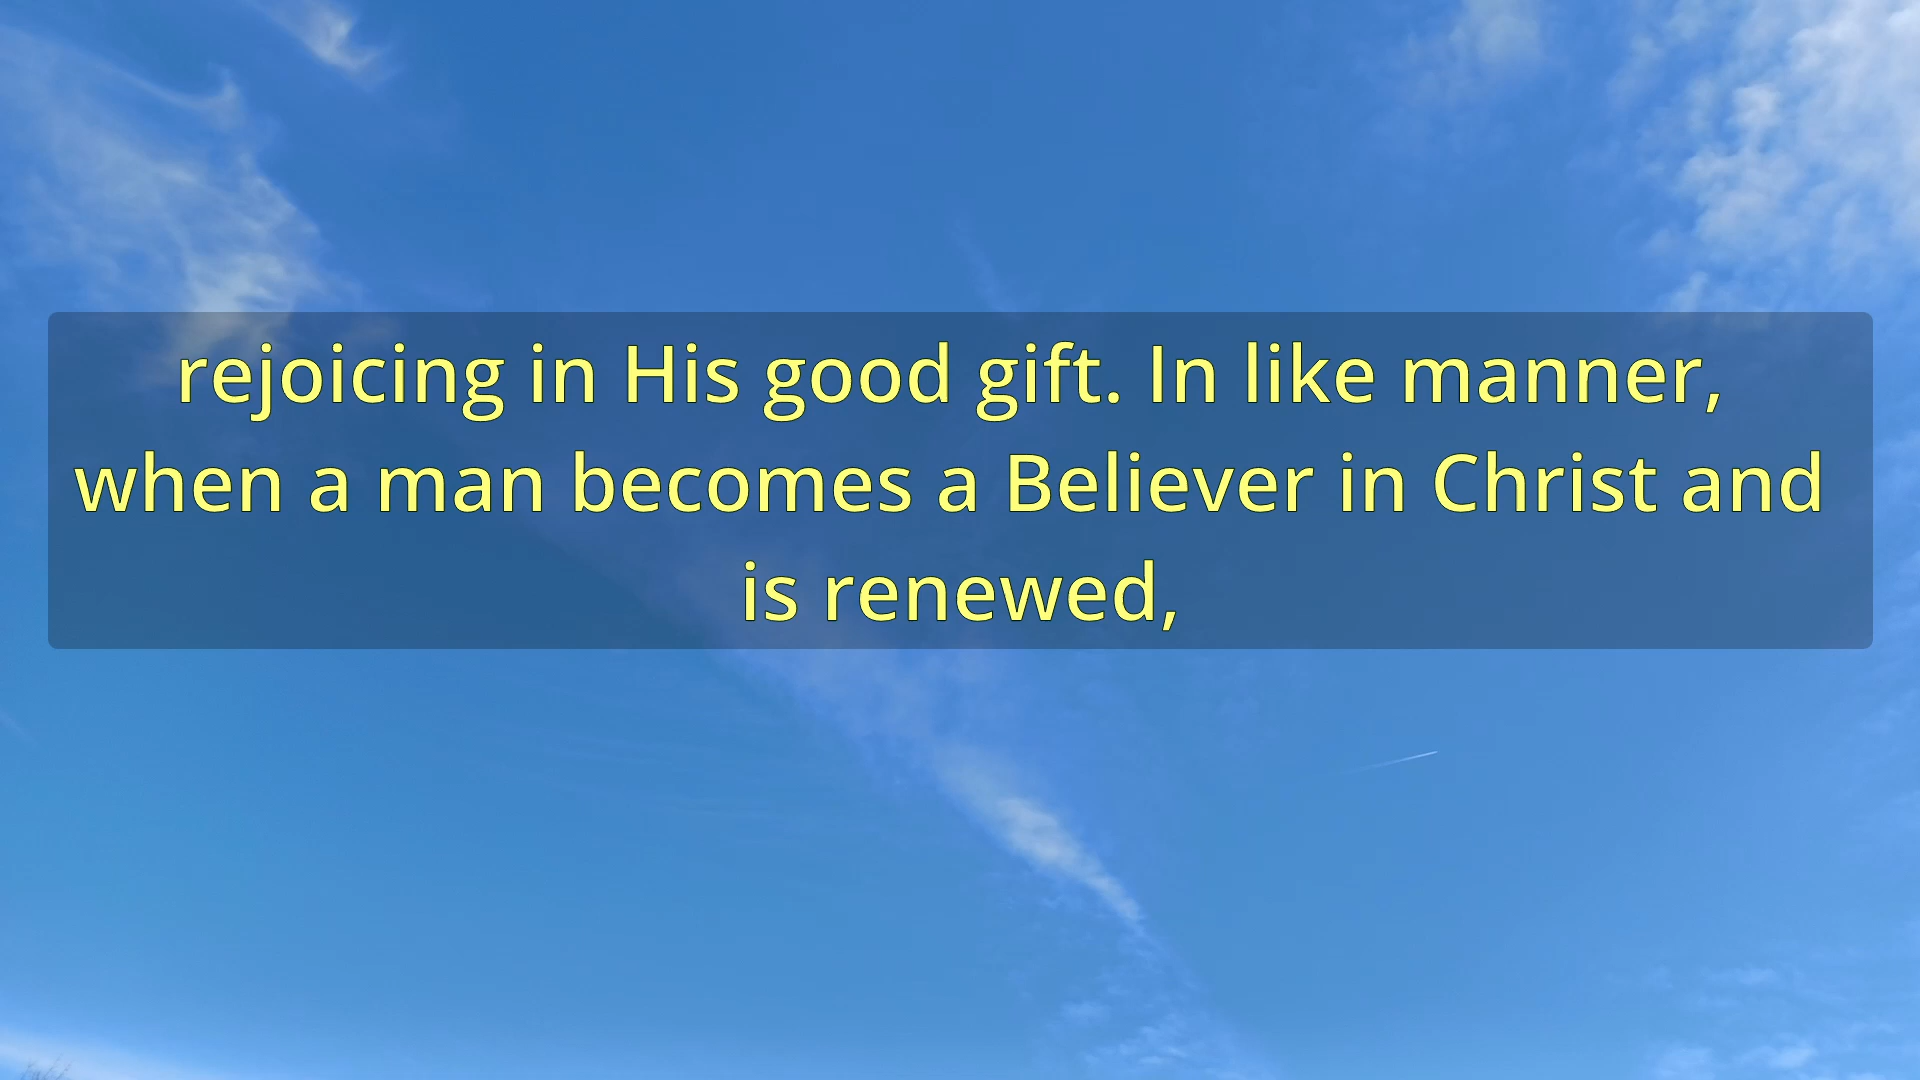 rejoicing in His good gift. In like manner,
when a man becomes a Believer in Christ and
is renewed,